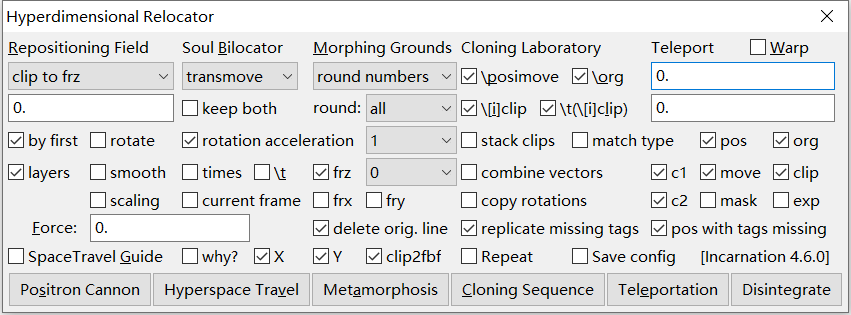 Hyperdimensional Relocator
Repositioning Field Soul Bilocator Morphing Grounds Cloning Laboratory Teleport Warp
clip to frz transmove round numbers \posimove \org 0.
0. keep both round: all \[i]clip \t(\[i]clip) 0.
by first rotate rotation acceleration 1 stack clips match type pos org
layers smooth times \t frz 0 combine vectors c1 move clip
scaling current frame frx fry copy rotations c2 mask exp
Force: 0. delete orig. line replicate missing tags pos with tags missing
SpaceTravel Guide why? X Y clip2fbf Repeat Save config [Incarnation 4.6.0]
Positron Cannon Hyperspace Travel Metamorphosis Cloning Sequence Teleportation Disintegrate